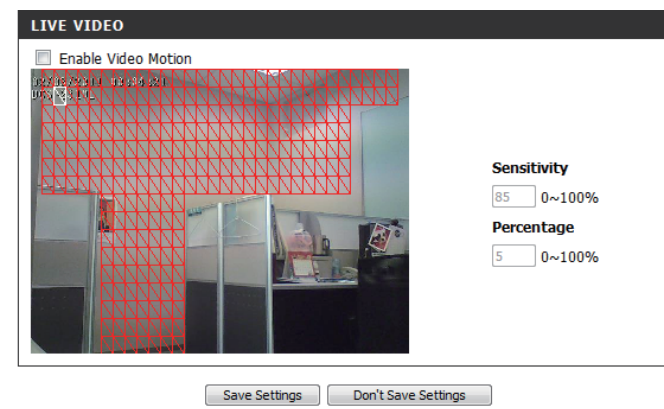 LIVE VIDEO
Enable Video Motion
Sensitivity
85 0~100%
Percentage
5 0~100%
Save Settings Don't Save Settings